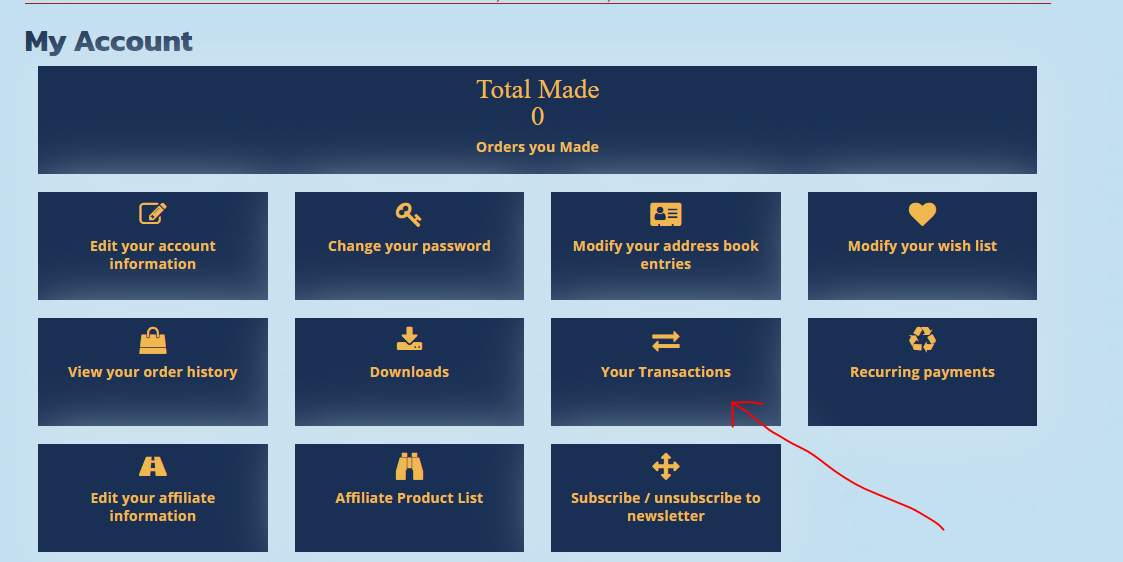 My Account
Total Made
0
Orders you Made
Edit your account
information
Change your password
Modify your address book
entries
Modify your wish list
View your order history
Downloads
Your Transactions
Recurring payments
Edit your affiliate
information
Affiliate Product List
Subscribe / unsubscribe to
newsletter